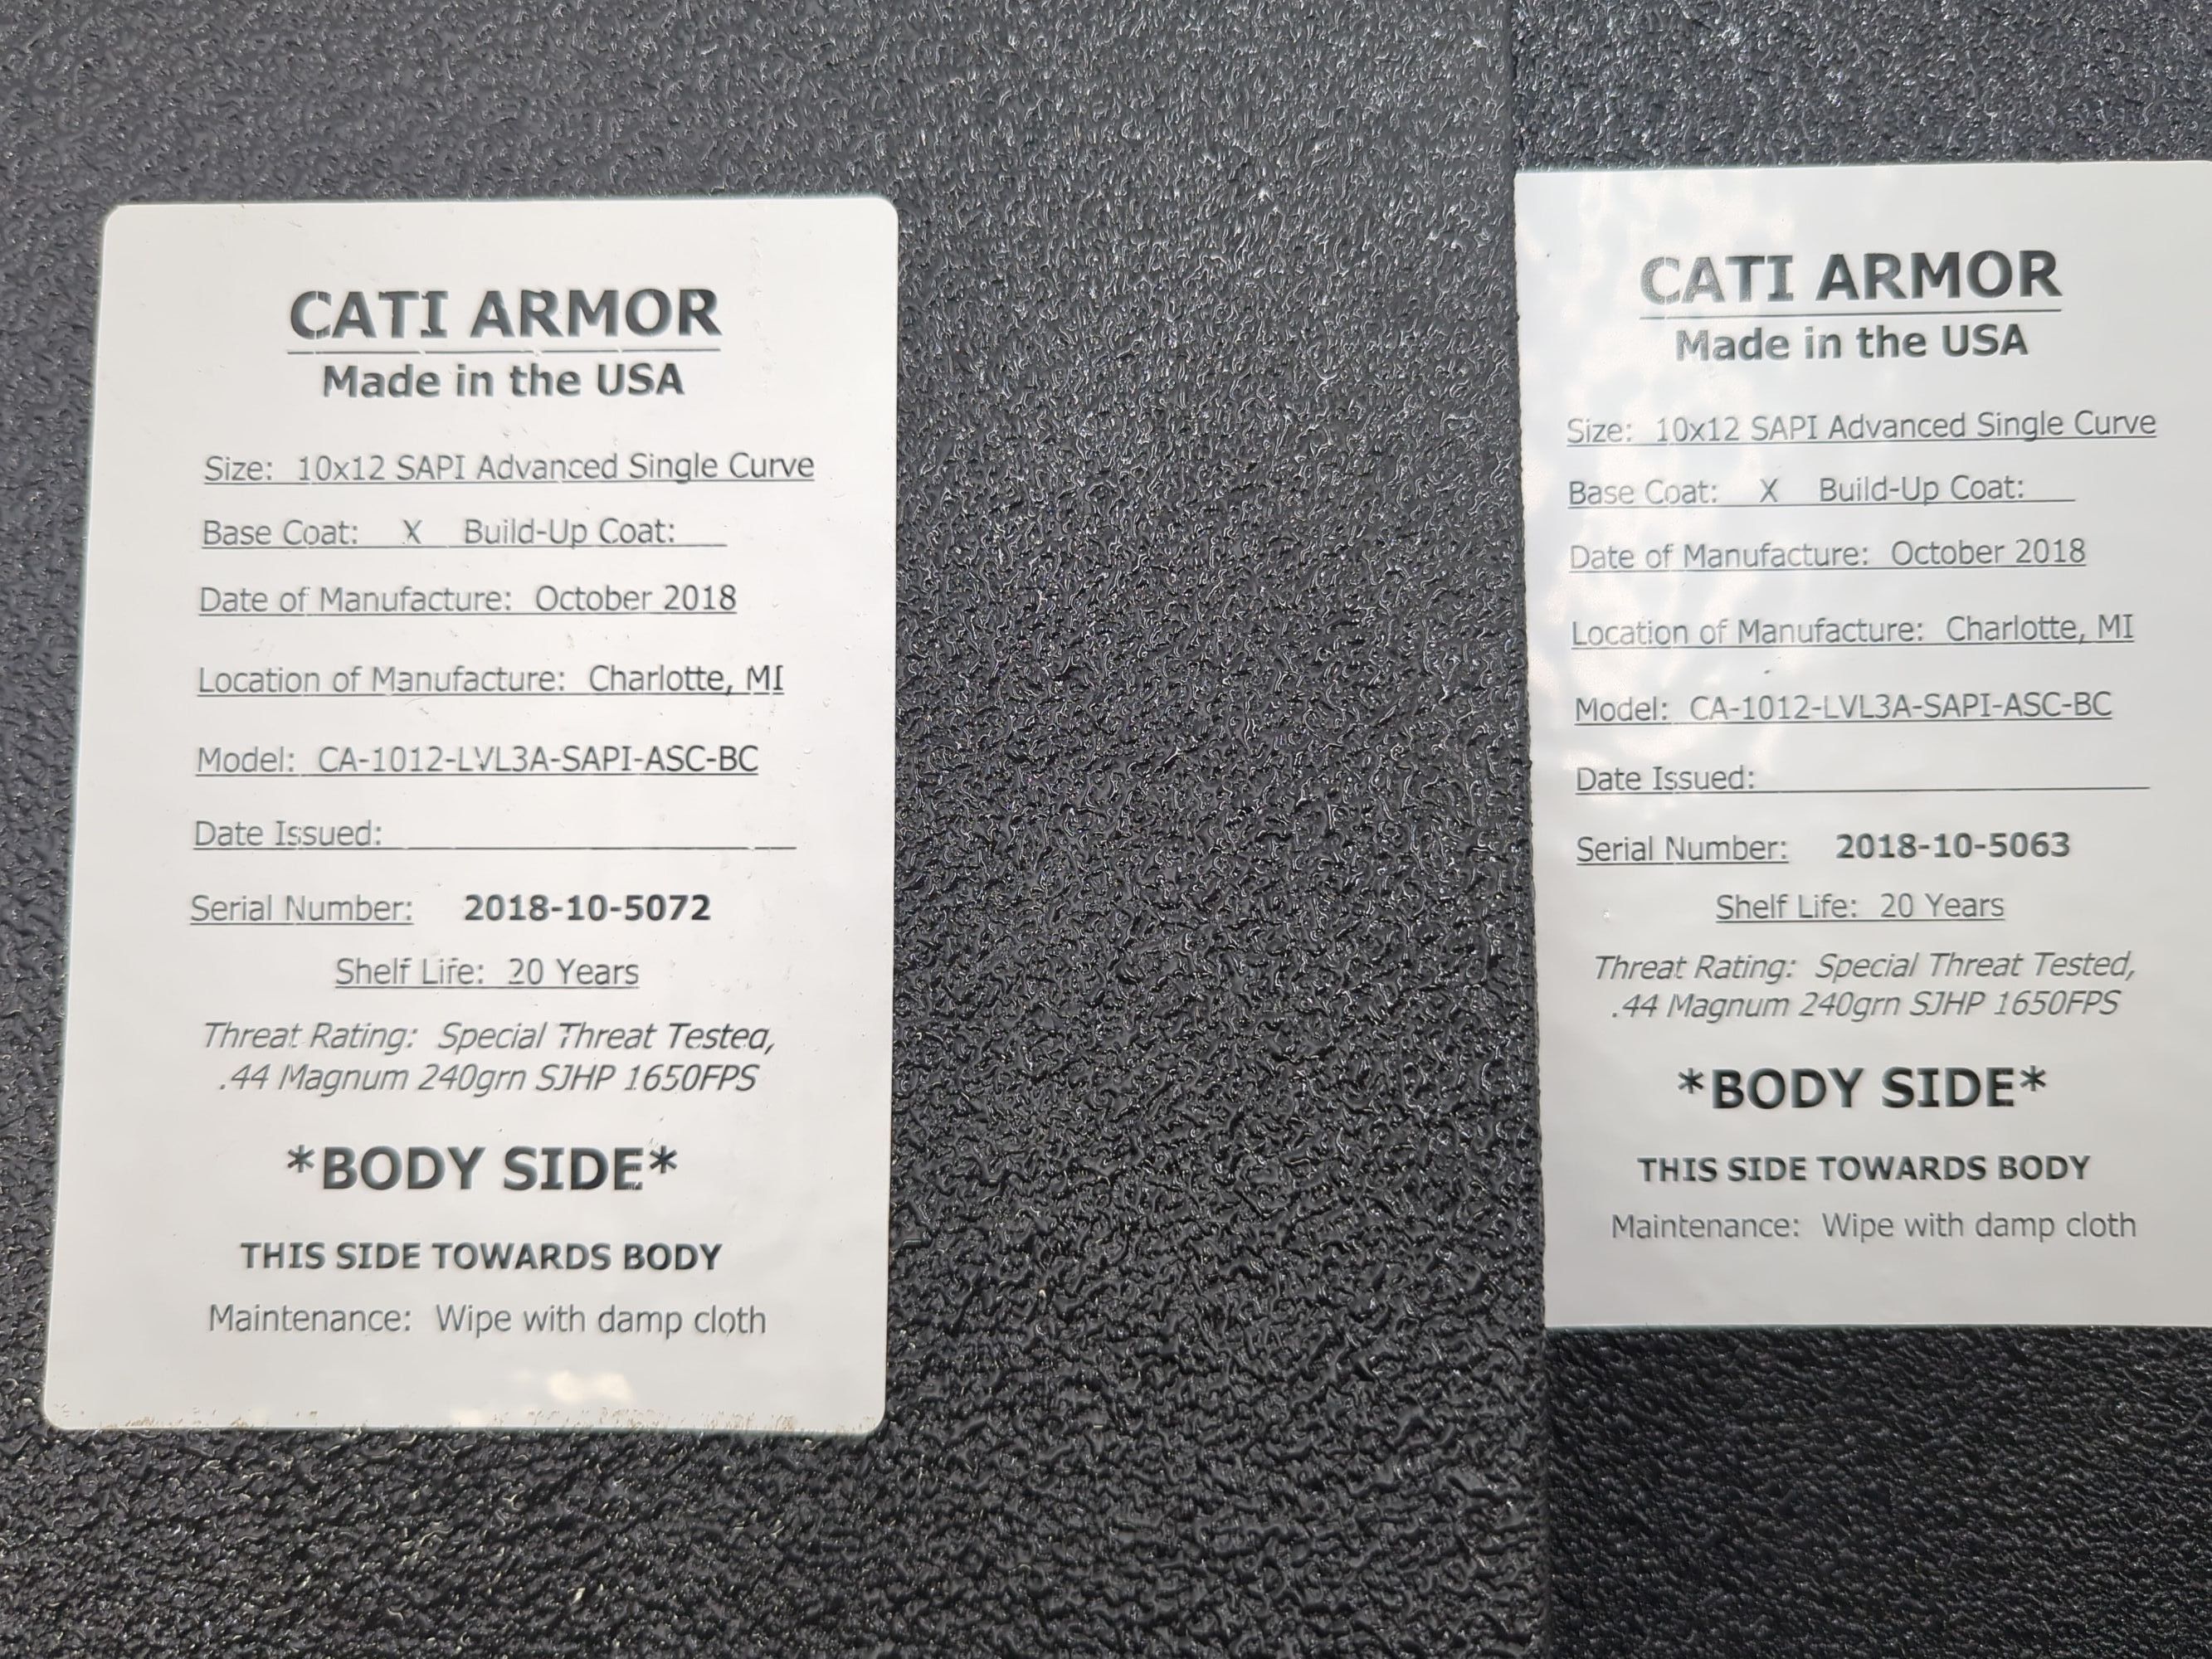 CATI ARMOR
Made in the USA
Size: 10x12 SAPI Advanced Single Curve
Base Coat: X Build-Up Coat:
Date of Manufacture: October 2018
Location of Manufacture: Charlotte, MI
Model: CA-1012-LVL3A-SAPI-ASC-BC
Date Issued:
Serial Number: 2018-10-5072
Shelf Life: 20 Years
Threat Rating: Special Threat Tested,
.44 Magnum 240grn SJHP 1650FPS
*BODY SIDE*
THIS SIDE TOWARDS BODY
Maintenance: Wipe with damp cloth
CATI ARMOR
Made in the USA
Size: 10x12 SAPI Advanced Single Curve
Base Coat: X Build-Up Coat:
Date of Manufacture: October 2018
Location of Manufacture: Charlotte, MI
Model: CA-1012-LVL3A-SAPI-ASC-BC
Date Issued:
Serial Number: 2018-10-5063
Shelf Life: 20 Years
Threat Rating: Special Threat Tested,
.44 Magnum 240grn SJHP 1650FPS
*BODY SIDE*
THIS SIDE TOWARDS BODY
Maintenance: Wipe with damp cloth